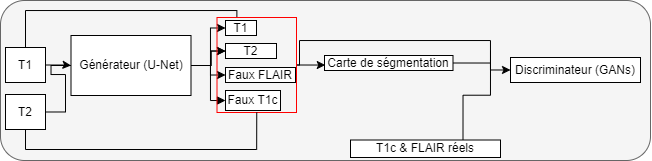 T1
T2
Générateur (U-Net)
T1
T2
Faux FLAIR
Faux T1c
Carte de ségmentation
Discriminateur (GANs)
T1c & FLAIR réels